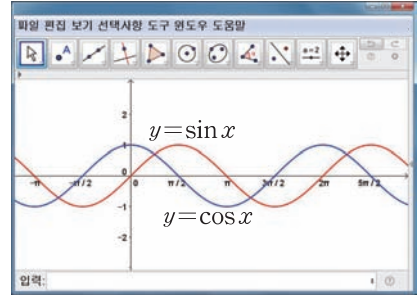 파일 편집 보기 선택사항 도구 윈도우 도움말
A
a=2
2
y=sin x
1
-π -π/2 0 π/2 π 3π/2 2π 5π/2
-1
y=cos x
-2
입력: